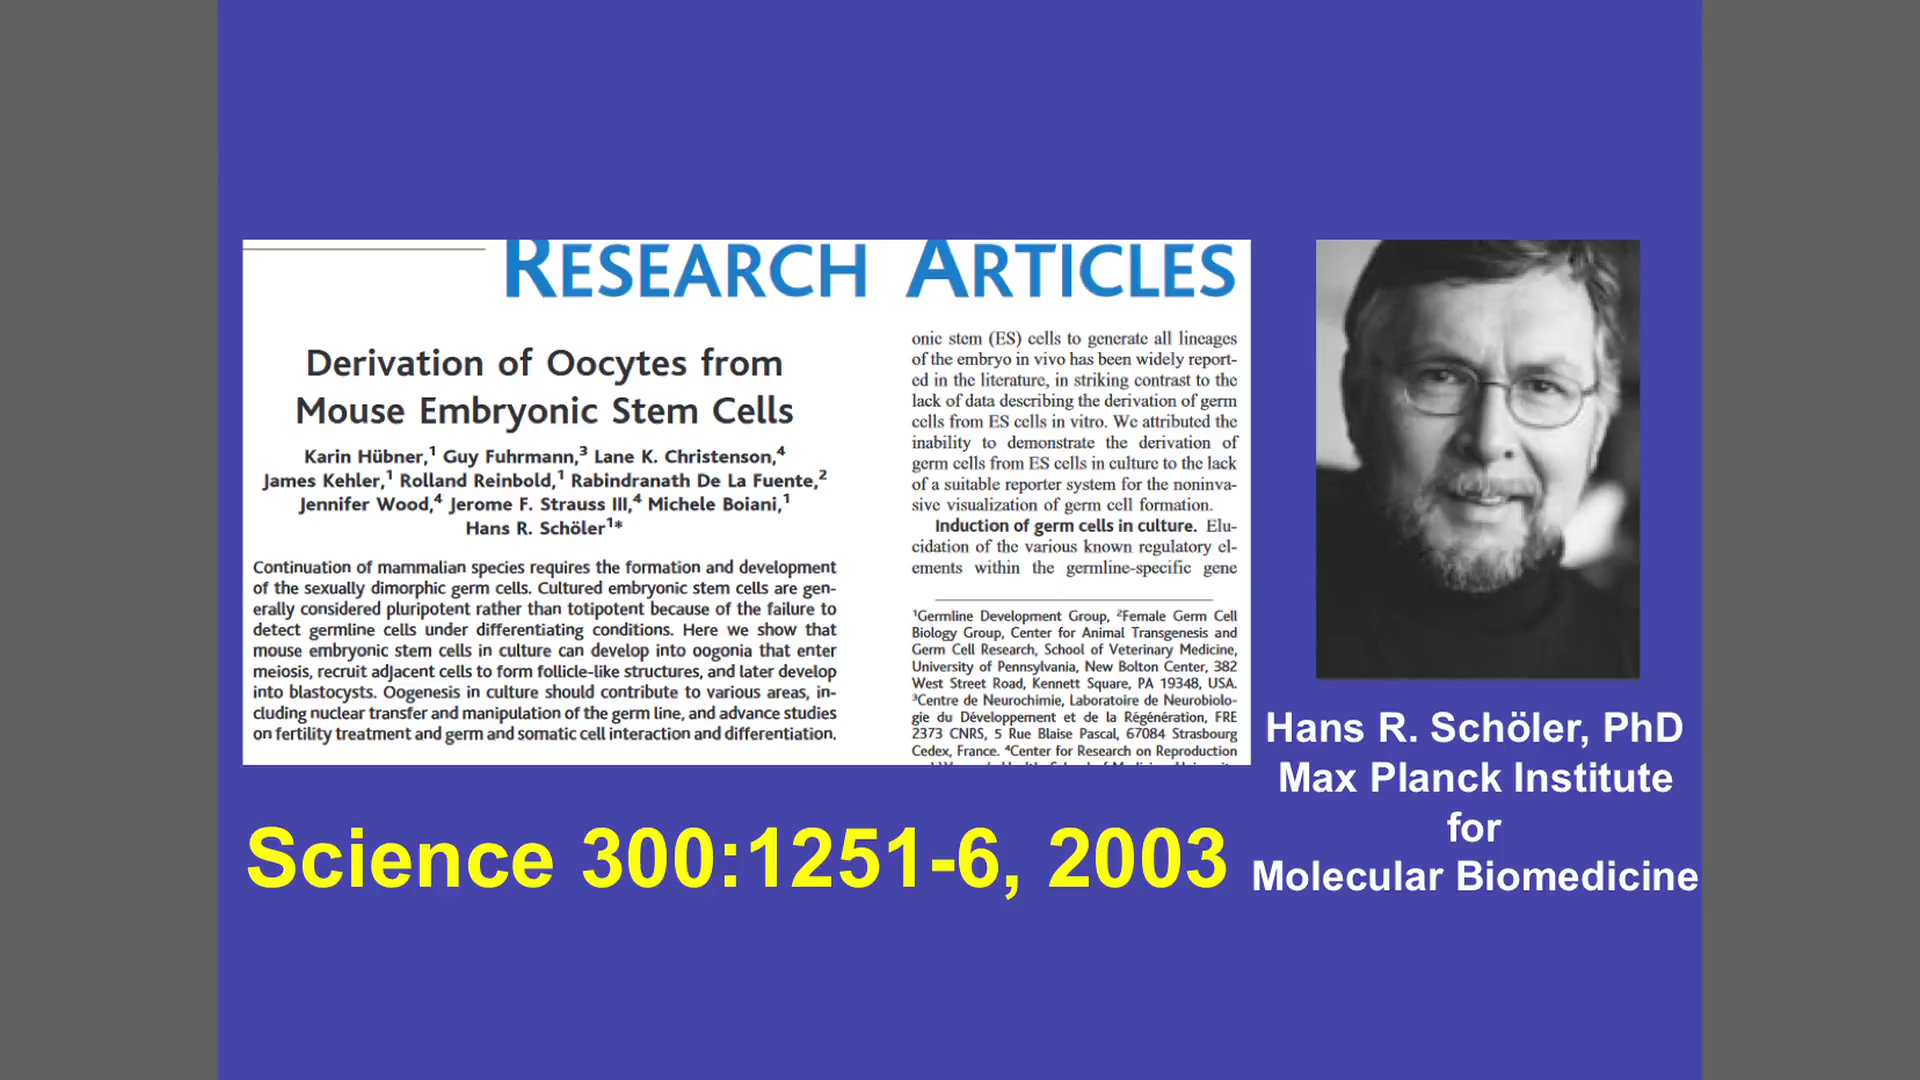 RESEARCH ARTICLES
Derivation of Oocytes from
Mouse Embryonic Stem Cells
Karin Hübner,¹ Guy Fuhrmann,³ Lane K. Christenson,⁴
James Kehler,¹ Rolland Reinbold,¹ Rabindranath De La Fuente,²
Jennifer Wood,⁴ Jerome F. Strauss III,⁴ Michele Boiani,¹
Hans R. Schöler¹*
Continuation of mammalian species requires the formation and development
of the sexually dimorphic germ cells. Cultured embryonic stem cells are gen-
erally considered pluripotent rather than totipotent because of the failure to
detect germline cells under differentiating conditions. Here we show that
mouse embryonic stem cells in culture can develop into oogonia that enter
meiosis, recruit adjacent cells to form follicle-like structures, and later develop
into blastocysts. Oogenesis in culture should contribute to various areas, in-
cluding nuclear transfer and manipulation of the germ line, and advance studies
on fertility treatment and germ and somatic cell interaction and differentiation.
onic stem (ES) cells to generate all lineages
of the embryo in vivo has been widely report-
ed in the literature, in striking contrast to the
lack of data describing the derivation of germ
cells from ES cells in vitro. We attributed the
inability to demonstrate the derivation of
germ cells from ES cells in culture to the lack
of a suitable reporter system for the noninva-
sive visualization of germ cell formation.
Induction of germ cells in culture. Elu-
cidation of the various known regulatory el-
ements within the germline-specific gene
¹Germline Development Group, ²Female Germ Cell
Biology Group, Center for Animal Transgenesis and
Germ Cell Research, School of Veterinary Medicine,
University of Pennsylvania, New Bolton Center, 382
West Street Road, Kennett Square, PA 19348, USA.
³Centre de Neurochimie, Laboratoire de Neurobiolo-
gie du Développement et de la Régénération, FRE
2373 CNRS, 5 Rue Blaise Pascal, 67084 Strasbourg
Cedex, France. ⁴Center for Research on Reproduction
Science 300:1251-6, 2003
Hans R. Schöler, PhD
Max Planck Institute
for
Molecular Biomedicine